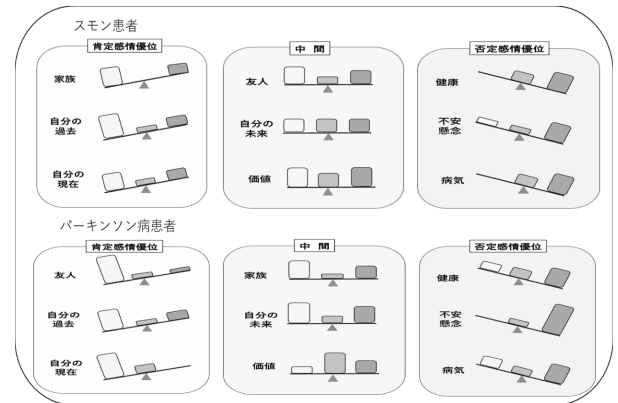 スモン患者
肯定感情優位
家族
自分の
過去
自分の
現在
中 間
友人
自分の
未来
価値
否定感情優位
健康
不安
懸念
病気
パーキンソン病患者
肯定感情優位
友人
自分の
過去
自分の
現在
中 間
家族
自分の
未来
価値
否定感情優位
健康
不安
懸念
病気